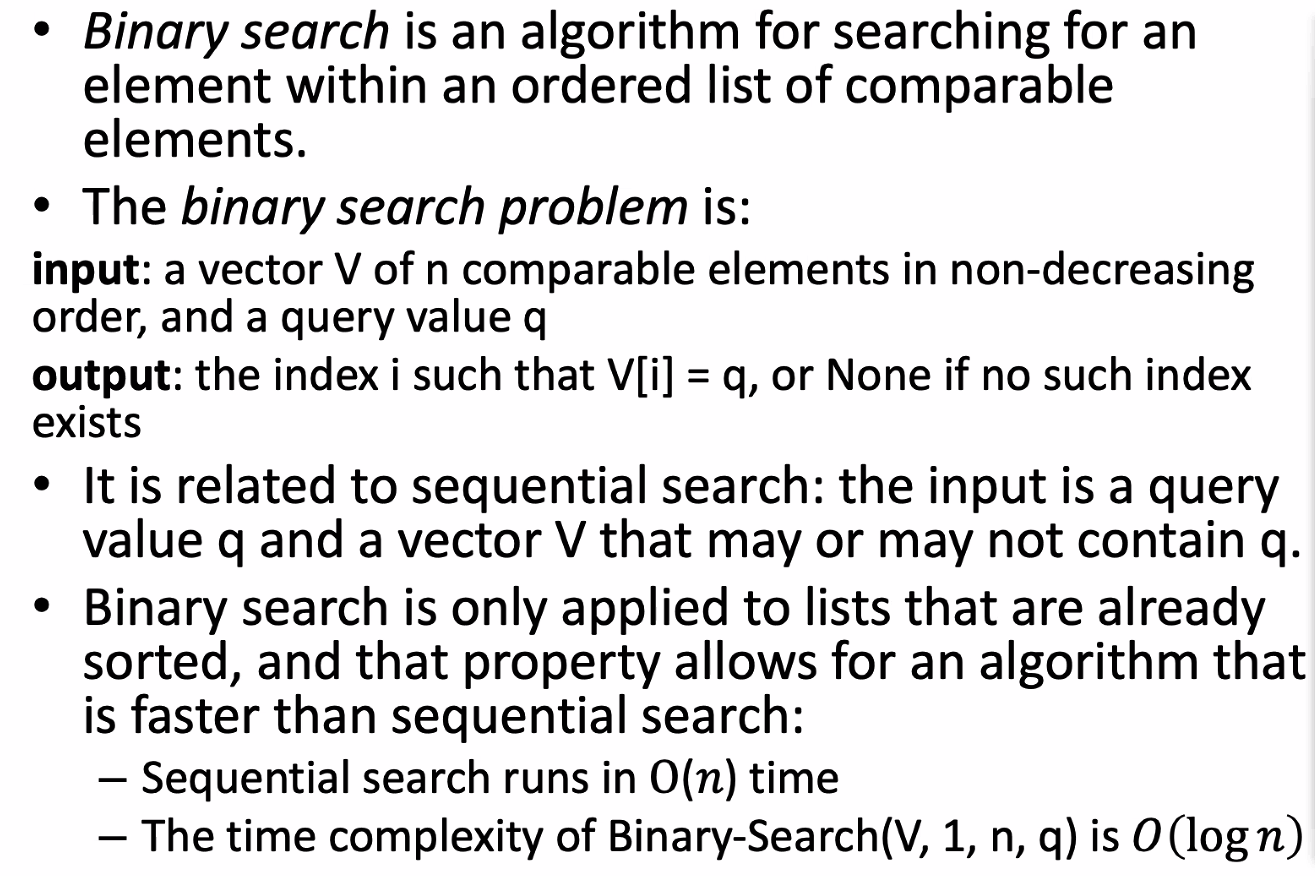 • Binary search is an algorithm for searching for an
element within an ordered list of comparable
elements.
• The binary search problem is:
input: a vector V of n comparable elements in non-decreasing
order, and a query value q
output: the index i such that V[i] = q, or None if no such index
exists
• It is related to sequential search: the input is a query
value q and a vector V that may or may not contain q.
• Binary search is only applied to lists that are already
sorted, and that property allows for an algorithm that
is faster than sequential search:
– Sequential search runs in O(n) time
– The time complexity of Binary-Search(V, 1, n, q) is O(log n)